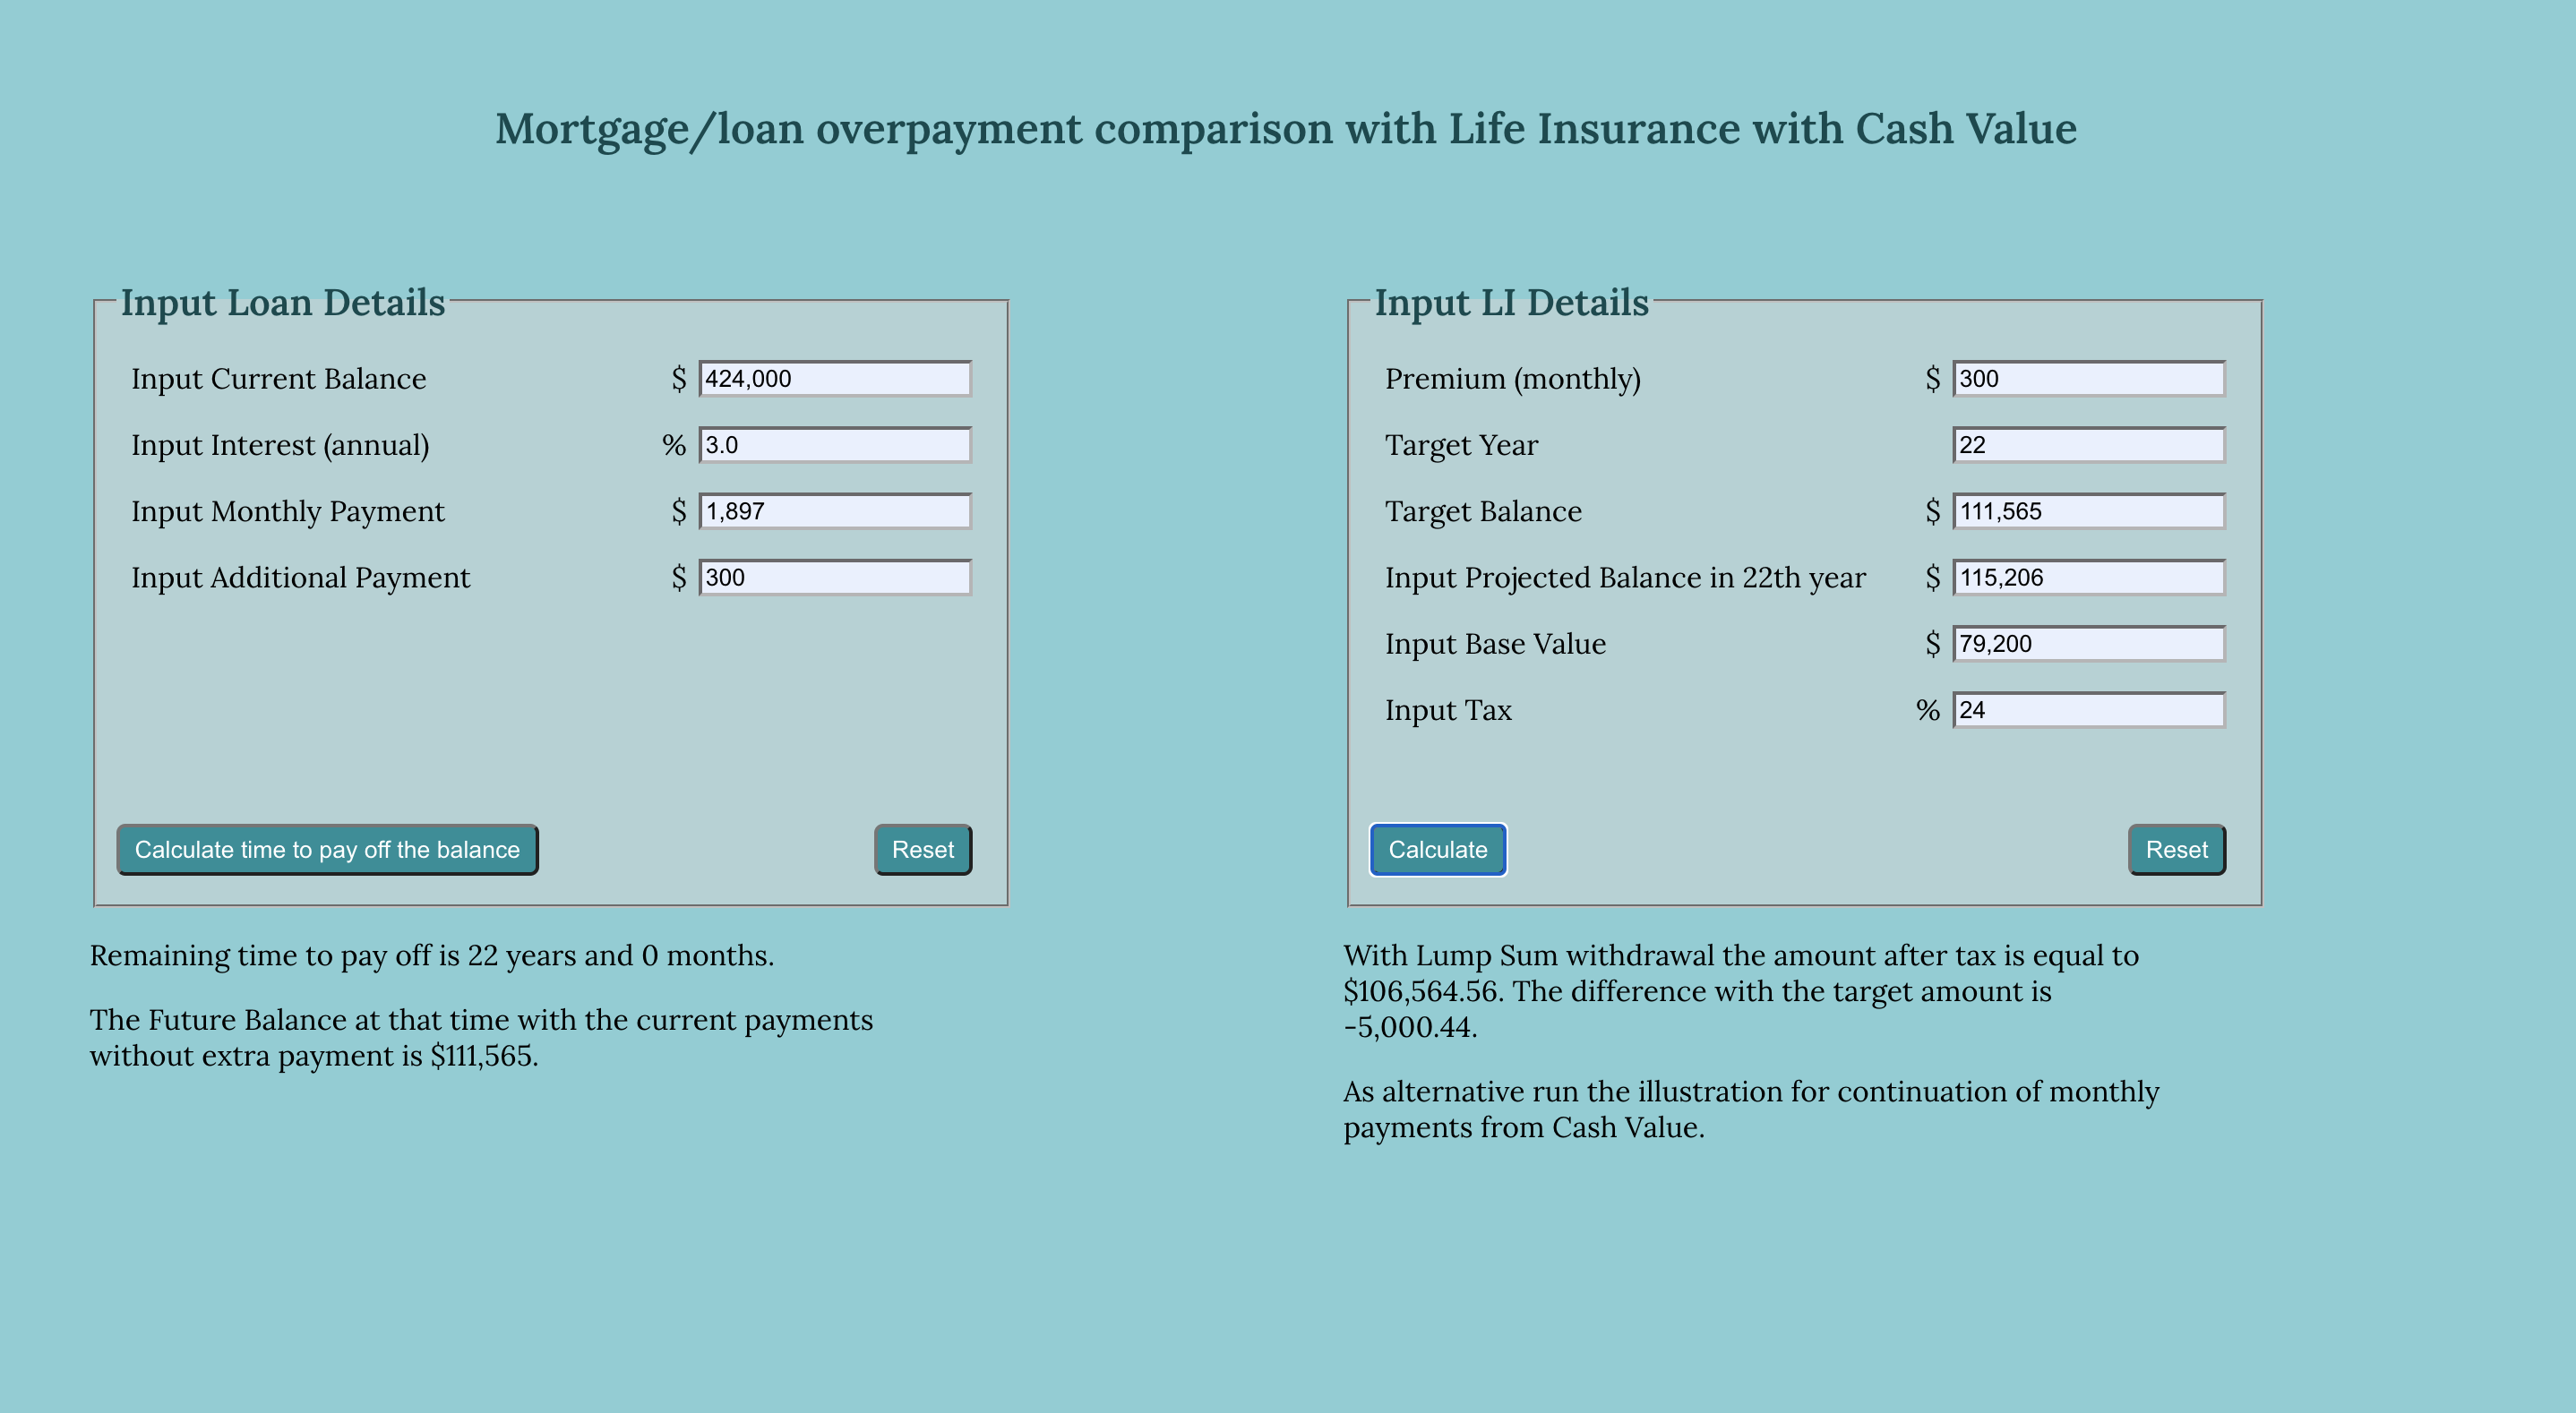 Mortgage/loan overpayment comparison with Life Insurance with Cash Value
Input Loan Details
Input Current Balance $ 424,000
Input Interest (annual) % 3.0
Input Monthly Payment $ 1,897
Input Additional Payment $ 300
Calculate time to pay off the balance Reset
Remaining time to pay off is 22 years and 0 months.
The Future Balance at that time with the current payments
without extra payment is $111,565.
Input LI Details
Premium (monthly) $ 300
Target Year 22
Target Balance $ 111,565
Input Projected Balance in 22th year $ 115,206
Input Base Value $ 79,200
Input Tax % 24
Calculate Reset
With Lump Sum withdrawal the amount after tax is equal to
$106,564.56. The difference with the target amount is
-5,000.44.
As alternative run the illustration for continuation of monthly
payments from Cash Value.